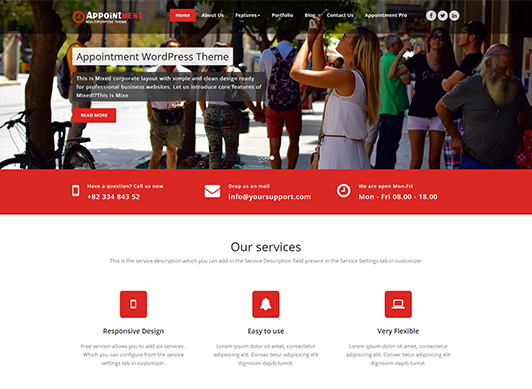 APPOINTMENT
MULTIPURPOSE THEME
Home About Us Features Portfolio Blog Contact Us Appointment Pro
Appointment WordPress Theme
This is Mixed corporate layout with simple and clean design ready
for professional business websites. Let us introduce core features of
Mixed!?This is Mixe
READ MORE
Have a question? Call us now
+82 334 843 52
Drop us an mail
info@yoursupport.com
We are open Mon-Fri
Mon - Fri 08.00 - 18.00
Our services
This is the service description which you can add in the Service Description field present in the Service Settings tab in customizer
Responsive Design
Free version allows you to add six services .
Which you can configure from the service
settings tab in customizer.
Easy to use
Lorem ipsum dolor sit amet, consectetur
adipisicing elit. Consec tetur adipisicing elit
dignissim dapib tumst.
Very Flexible
Lorem ipsum dolor sit amet, consectetur
adipisicing elit. Consec tetur adipisicing elit
dignissim dapib tumst.